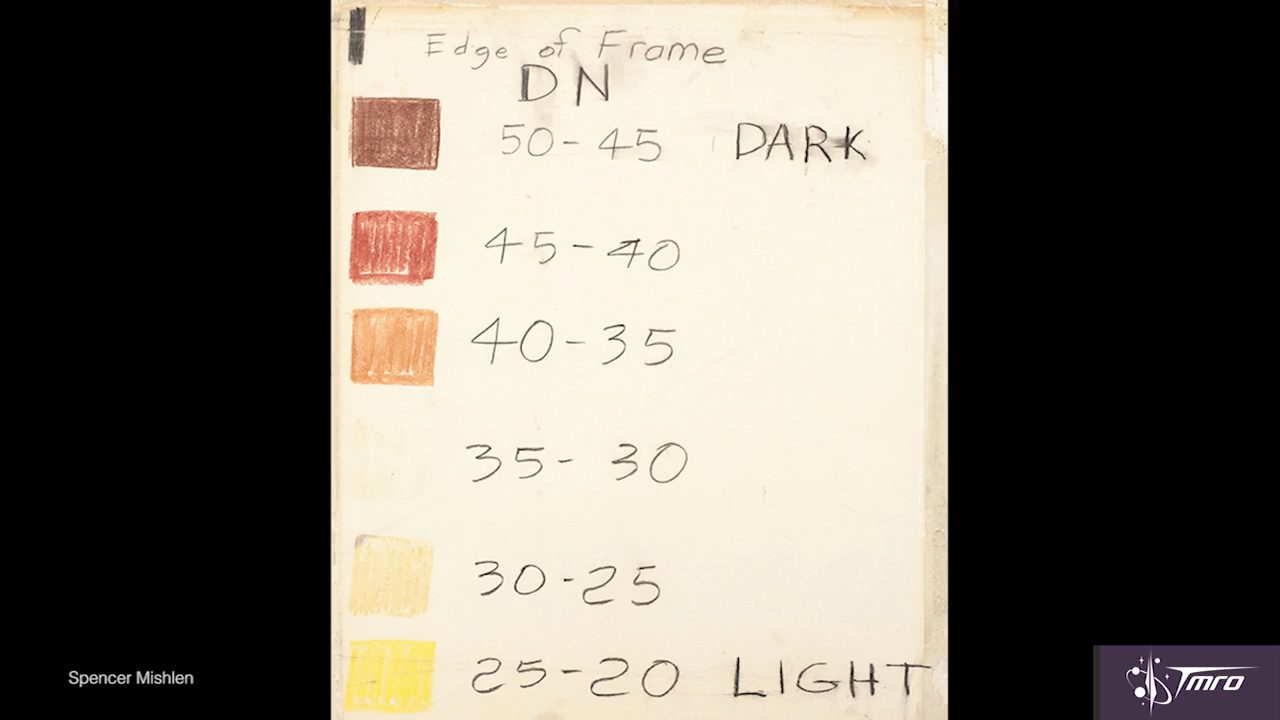 Edge of Frame
DN
50-45 DARK
45-40
40-35
35-30
30-25
25-20 LIGHT
Spencer Mishlen
Tmro